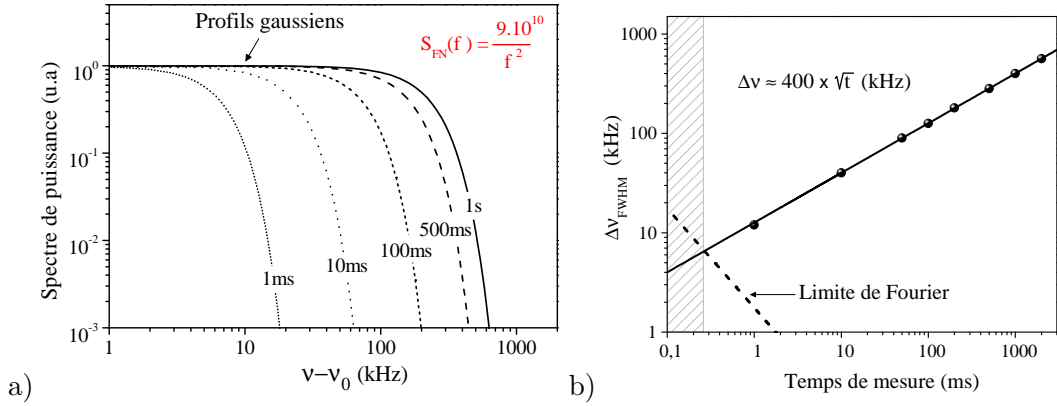 Profils gaussiens
S_FN(f) = 9.10^10 / f^2
10^0
10^-1
10^-2
10^-3
Spectre de puissance (u.a)
1ms
10ms
100ms
500ms
1s
1
10
100
1000
ν−ν_0 (kHz)
a)
Δν ≈ 400 x √t (kHz)
1000
100
10
1
Δν_FWHM (kHz)
Limite de Fourier
0,1
1
10
100
1000
Temps de mesure (ms)
b)